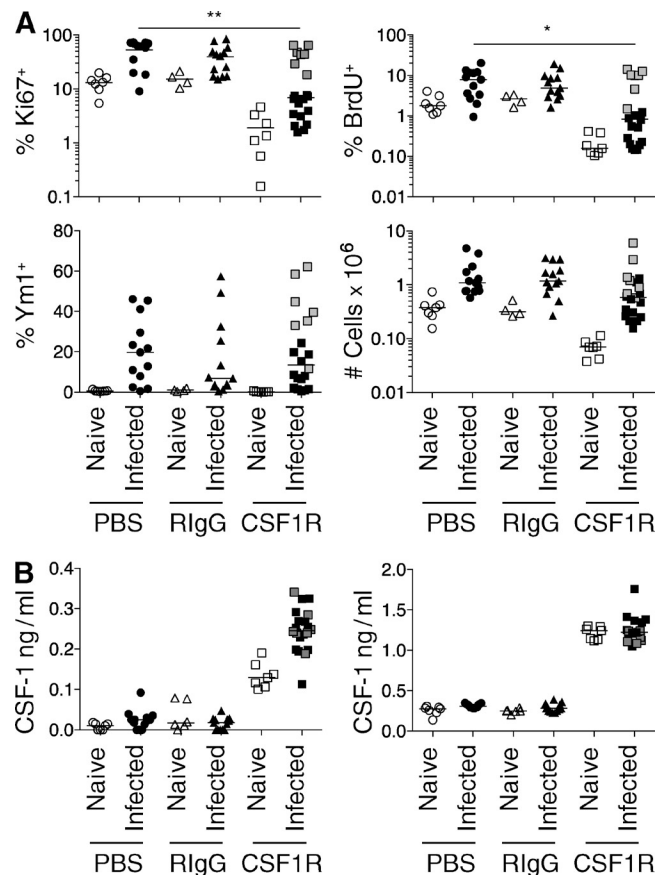 A
**
% Ki67⁺
100
10
1
0.1
*
% BrdU⁺
100
10
1
0.10
0.01
% Ym1⁺
80
60
40
20
0
# Cells x 10⁶
10
1
0.10
0.01
Naive
Infected
Naive
Infected
Naive
Infected
PBS
RIgG
CSF1R
Naive
Infected
Naive
Infected
Naive
Infected
PBS
RIgG
CSF1R
B
CSF-1 ng/ml
0.4
0.3
0.2
0.1
0.0
CSF-1 ng/ml
2.0
1.5
1.0
0.5
0.0
Naive
Infected
Naive
Infected
Naive
Infected
PBS
RIgG
CSF1R
Naive
Infected
Naive
Infected
Naive
Infected
PBS
RIgG
CSF1R